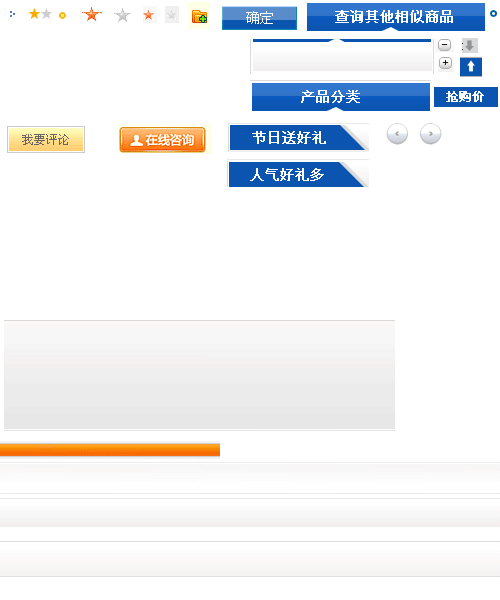 确定
查询其他相似商品
产品分类
抢购价
我要评论
在线咨询
节日送好礼
人气好礼多